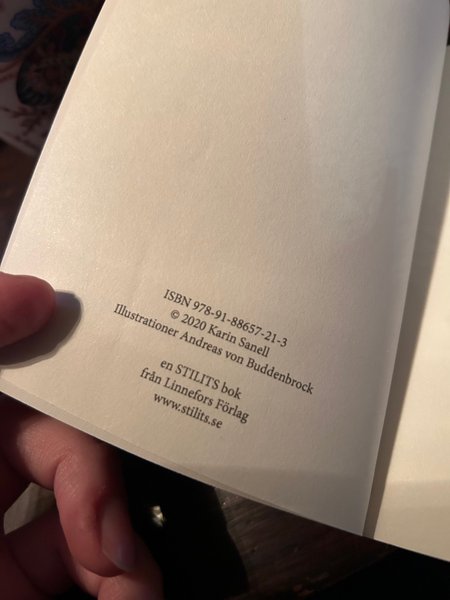 ISBN 978-91-88657-21-3
© 2020 Karin Sanell
Illustrationer Andreas von Buddenbrock
en STILITS bok
från Linnefors Förlag
www.stilits.se